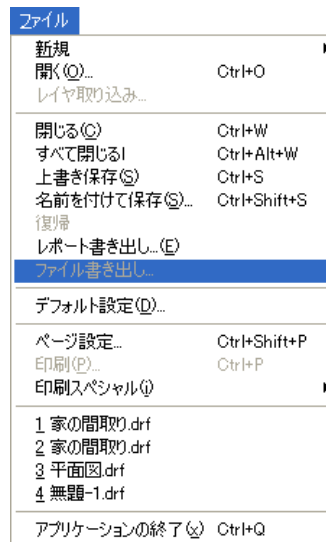 ファイル
新規
開く(O)... Ctrl+O
レイヤ取り込み...
閉じる(C) Ctrl+W
すべて閉じるl Ctrl+Alt+W
上書き保存(S) Ctrl+S
名前を付けて保存(S)... Ctrl+Shift+S
復帰
レポート書き出し...(E)
ファイル書き出し...
デフォルト設定(D)...
ページ設定... Ctrl+Shift+P
印刷(P)... Ctrl+P
印刷スペシャル(i)
1 家の間取り.drf
2 家の間取り.drf
3 平面図.drf
4 無題-1.drf
アプリケーションの終了(x) Ctrl+Q